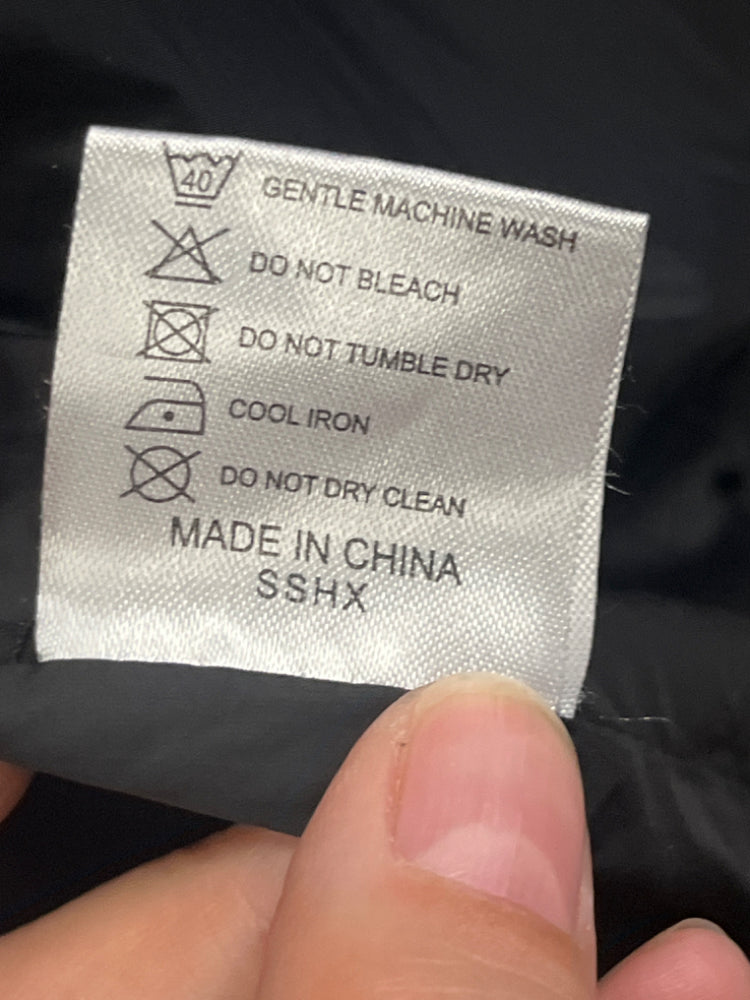 40 GENTLE MACHINE WASH
DO NOT BLEACH
DO NOT TUMBLE DRY
COOL IRON
DO NOT DRY CLEAN
MADE IN CHINA
SSHX